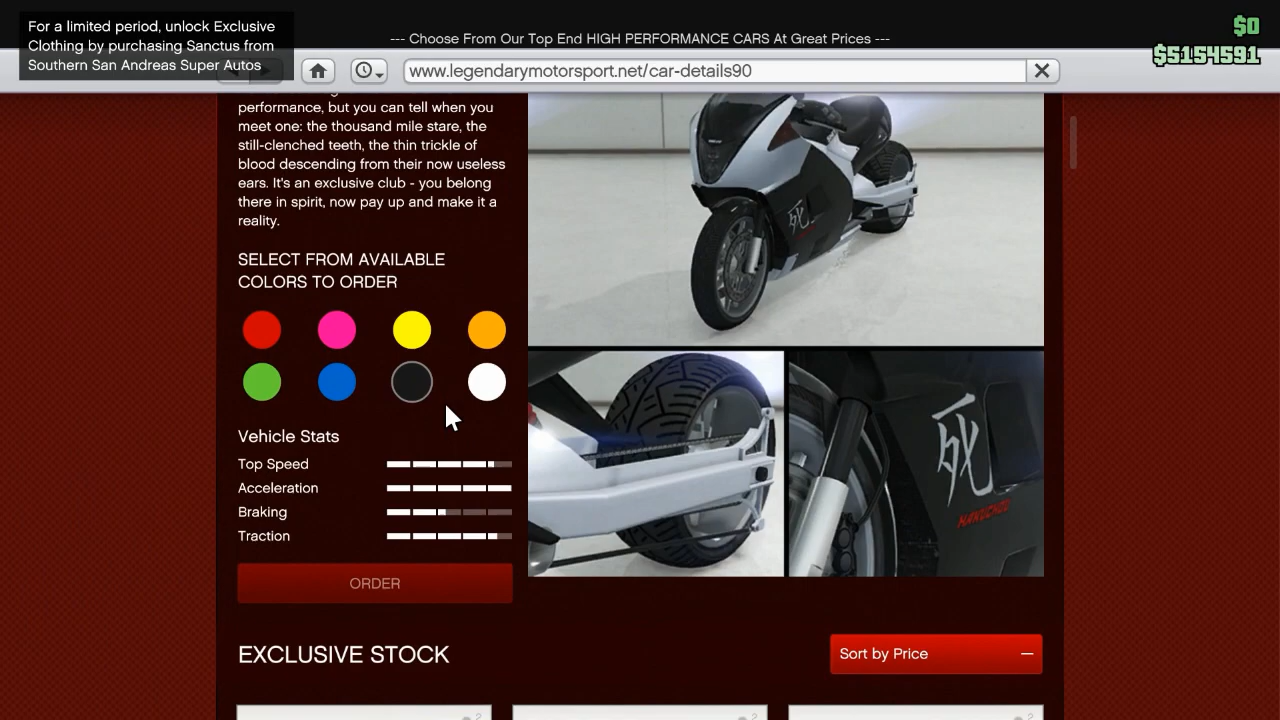 For a limited period, unlock Exclusive
Clothing by purchasing Sanctus from
Southern San Andreas Super Autos
--- Choose From Our Top End HIGH PERFORMANCE CARS At Great Prices ---
$0
$5154591
www.legendarymotorsport.net/car-details90
performance, but you can tell when you
meet one: the thousand mile stare, the
still-clenched teeth, the thin trickle of
blood descending from their now useless
ears. It's an exclusive club - you belong
there in spirit, now pay up and make it a
reality.
SELECT FROM AVAILABLE
COLORS TO ORDER
Vehicle Stats
Top Speed
Acceleration
Braking
Traction
ORDER
死
死
HAKUCHOU
EXCLUSIVE STOCK
Sort by Price
2
2
2